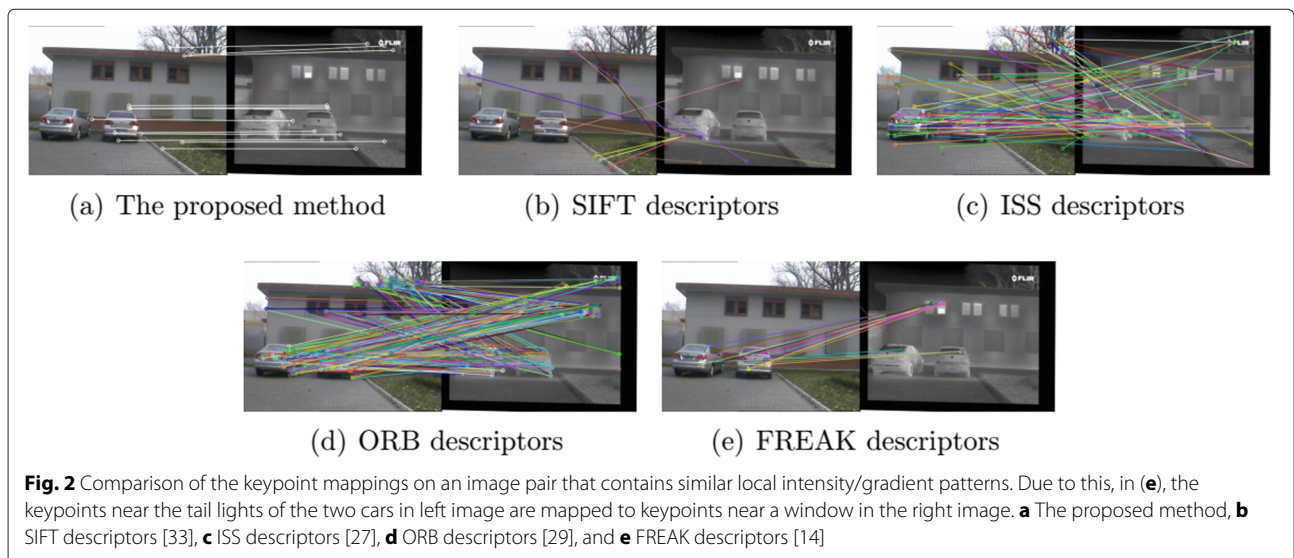 FLIR
FLIR
FLIR
(a) The proposed method
(b) SIFT descriptors
(c) ISS descriptors
FLIR
FLIR
(d) ORB descriptors
(e) FREAK descriptors
Fig. 2 Comparison of the keypoint mappings on an image pair that contains similar local intensity/gradient patterns. Due to this, in (e), the
keypoints near the tail lights of the two cars in left image are mapped to keypoints near a window in the right image. a The proposed method, b
SIFT descriptors [33], c ISS descriptors [27], d ORB descriptors [29], and e FREAK descriptors [14]